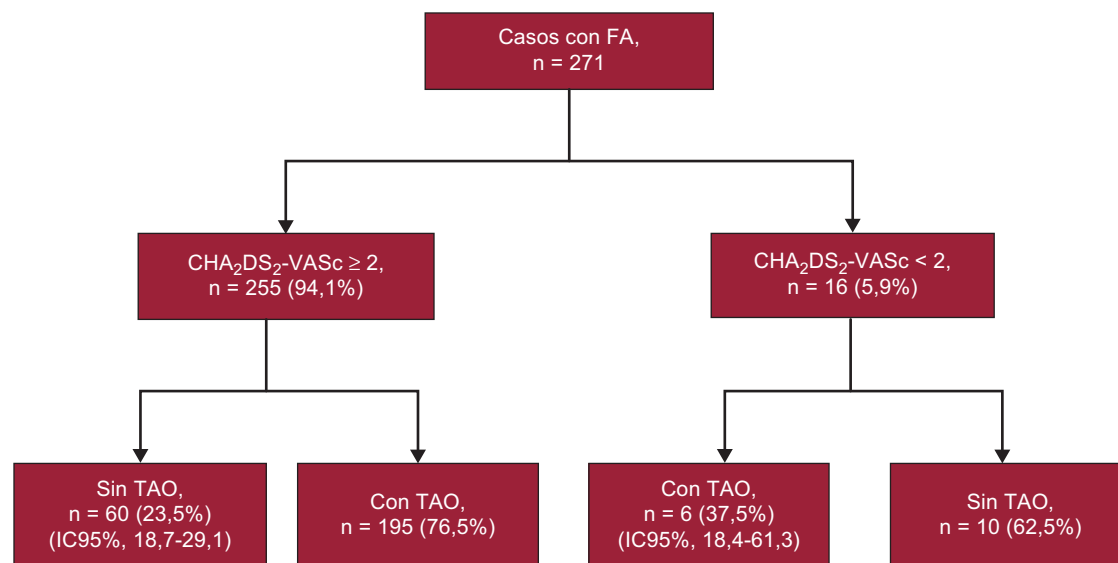 Casos con FA,
n = 271
CHA₂DS₂-VASc ≥ 2,
n = 255 (94,1%)
CHA₂DS₂-VASc < 2,
n = 16 (5,9%)
Sin TAO,
n = 60 (23,5%)
(IC95%, 18,7-29,1)
Con TAO,
n = 195 (76,5%)
Con TAO,
n = 6 (37,5%)
(IC95%, 18,4-61,3)
Sin TAO,
n = 10 (62,5%)